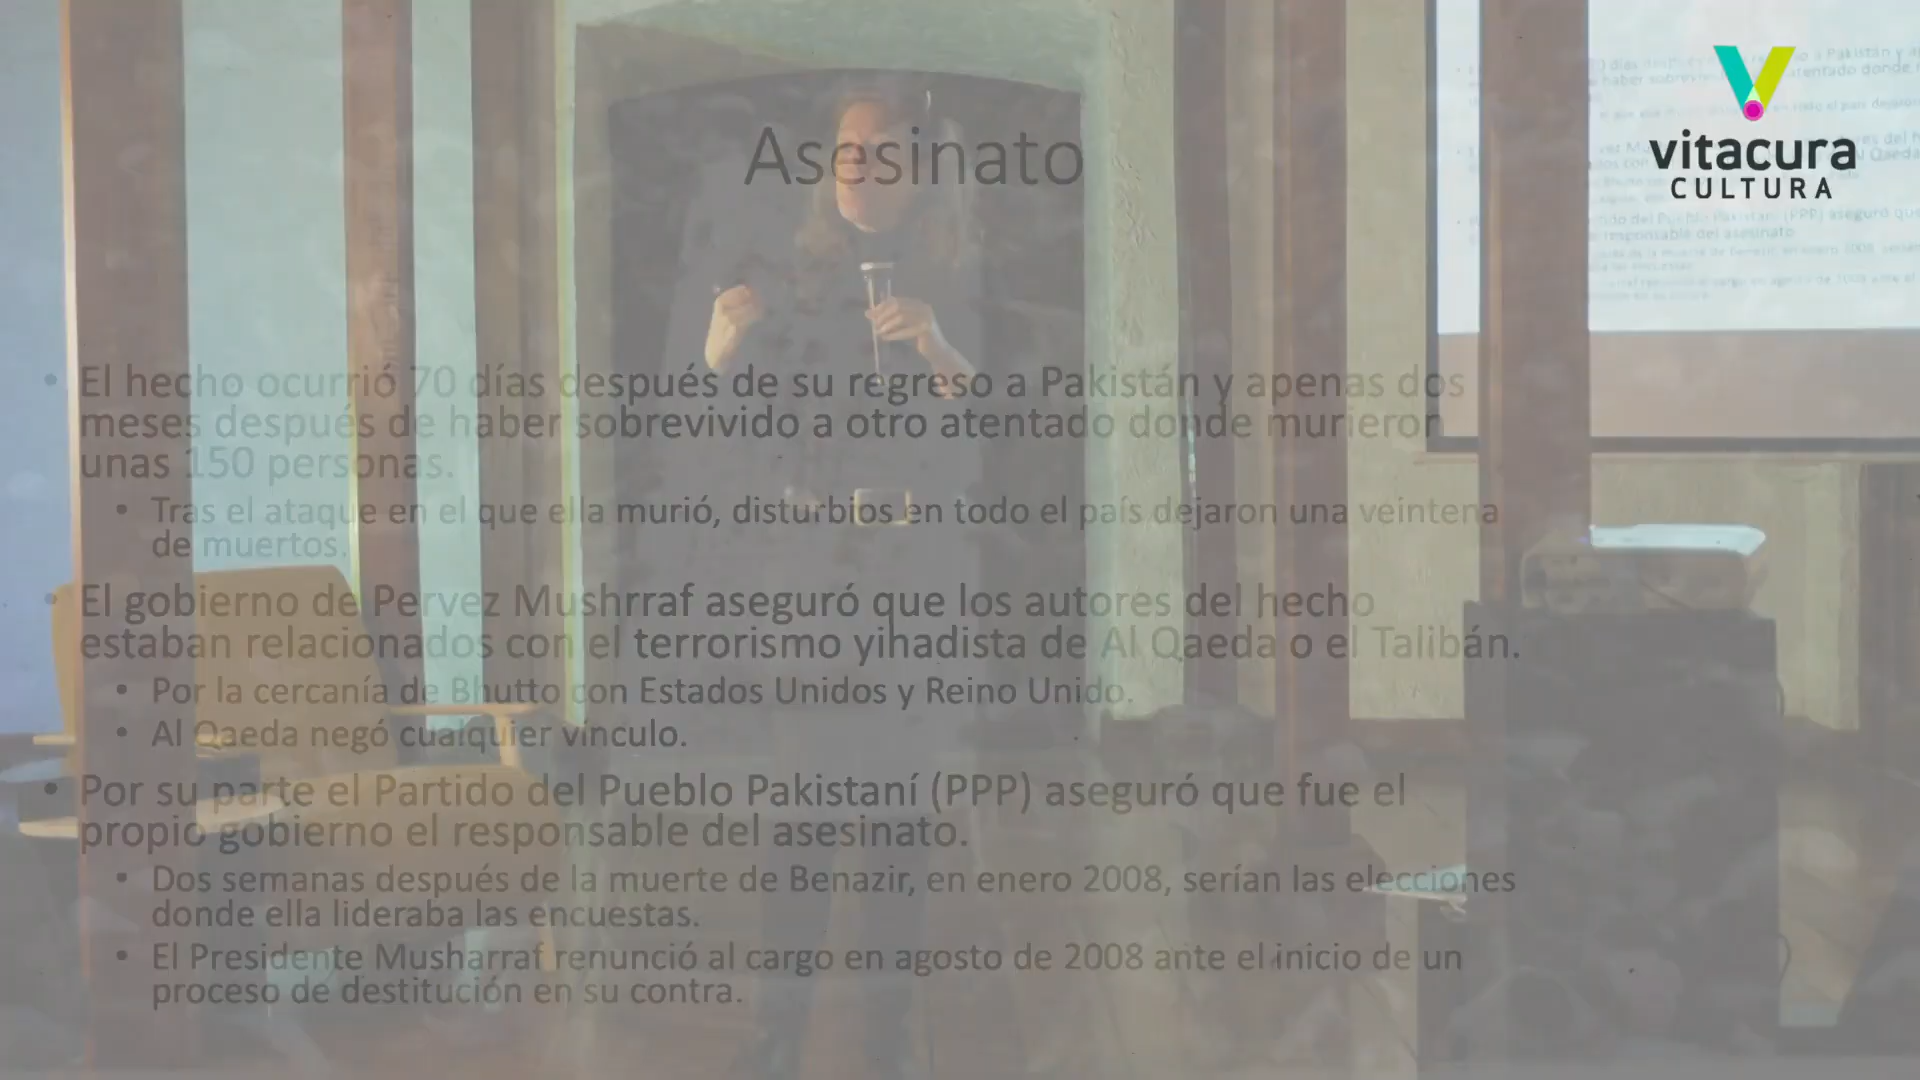 Asesinato
vitacura
CULTURA
• El hecho ocurrió 70 días después de su regreso a Pakistán y apenas dos
meses después de haber sobrevivido a otro atentado donde murieron
unas 150 personas.
• Tras el ataque en el que ella murió, disturbios en todo el país dejaron una veintena
de muertos.
• El gobierno de Pervez Mushrraf aseguró que los autores del hecho
estaban relacionados con el terrorismo yihadista de Al Qaeda o el Talibán.
• Por la cercanía de Bhutto con Estados Unidos y Reino Unido.
• Al Qaeda negó cualquier vínculo.
• Por su parte el Partido del Pueblo Pakistaní (PPP) aseguró que fue el
propio gobierno el responsable del asesinato.
• Dos semanas después de la muerte de Benazir, en enero 2008, serían las elecciones
donde ella lideraba las encuestas.
• El Presidente Musharraf renunció al cargo en agosto de 2008 ante el inicio de un
proceso de destitución en su contra.